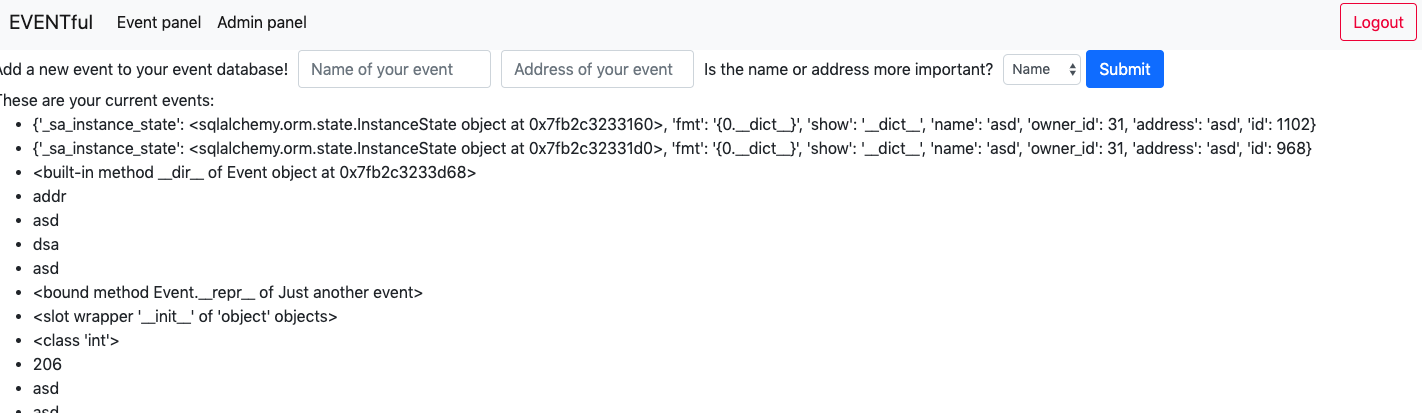 EVENTful Event panel Admin panel Logout
Add a new event to your event database! Name of your event Address of your event Is the name or address more important? Name Submit
These are your current events:
• {'_sa_instance_state': <sqlalchemy.orm.state.InstanceState object at 0x7fb2c3233160>, 'fmt': '{0.__dict__}', 'show': '__dict__', 'name': 'asd', 'owner_id': 31, 'address': 'asd', 'id': 1102}
• {'_sa_instance_state': <sqlalchemy.orm.state.InstanceState object at 0x7fb2c32331d0>, 'fmt': '{0.__dict__}', 'show': '__dict__', 'name': 'asd', 'owner_id': 31, 'address': 'asd', 'id': 968}
• <built-in method __dir__ of Event object at 0x7fb2c3233d68>
• addr
• asd
• dsa
• asd
• <bound method Event.__repr__ of Just another event>
• <slot wrapper '__init__' of 'object' objects>
• <class 'int'>
• 206
• asd
• asd